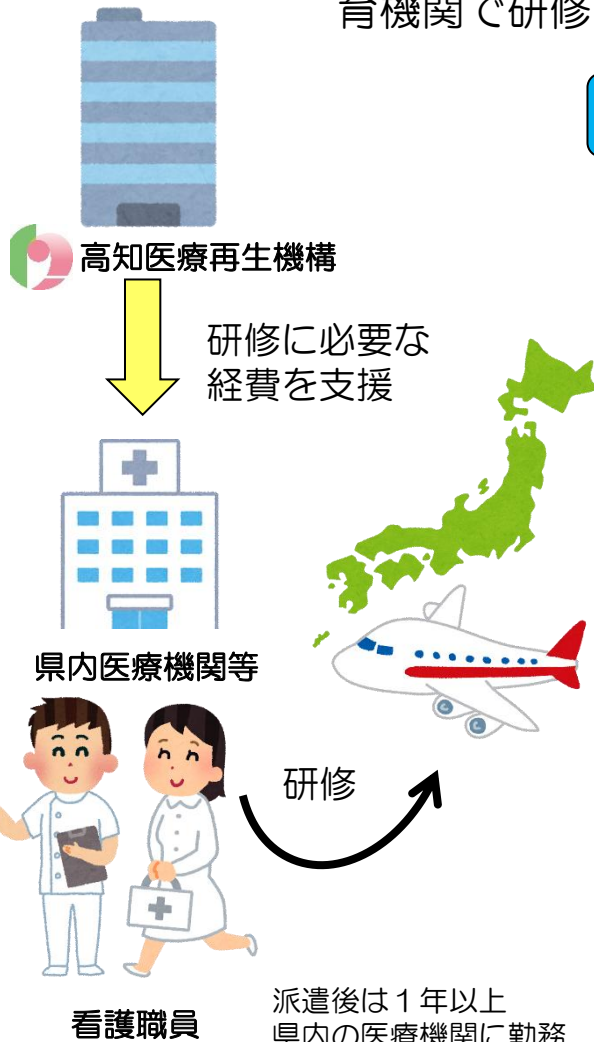 育機関で研修
高知医療再生機構
研修に必要な
経費を支援
県内医療機関等
研修
看護職員
派遣後は１年以上
県内の医療機関に勤務